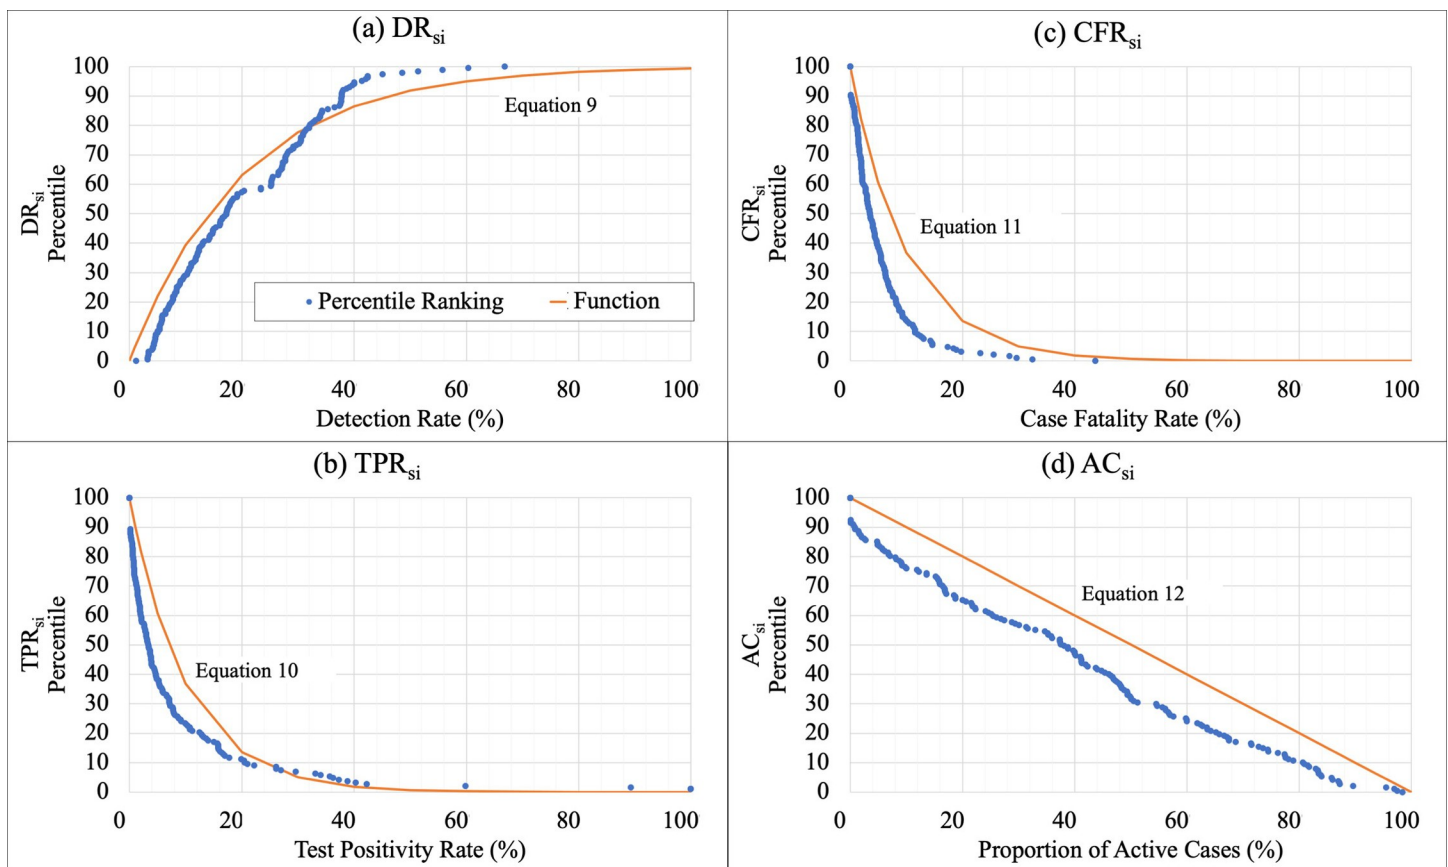 (a) DRsi
100
90
80
70
60
50
40
30
20
10
0
DRsi
Percentile
Equation 9
Percentile Ranking
Function
0 20 40 60 80 100
Detection Rate (%)
(c) CFRsi
100
90
80
70
60
50
40
30
20
10
0
CFRsi
Percentile
Equation 11
0 20 40 60 80 100
Case Fatality Rate (%)
(b) TPRsi
100
90
80
70
60
50
40
30
20
10
0
TPRsi
Percentile
Equation 10
0 20 40 60 80 100
Test Positivity Rate (%)
(d) ACsi
100
90
80
70
60
50
40
30
20
10
0
ACsi
Percentile
Equation 12
0 20 40 60 80 100
Proportion of Active Cases (%)